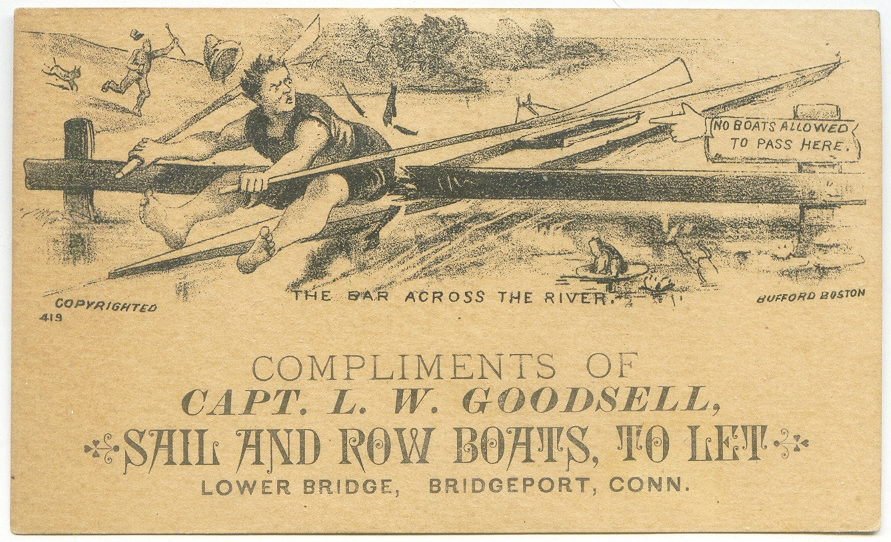 NO BOATS ALLOWED
TO PASS HERE.
THE BAR ACROSS THE RIVER.
COPYRIGHTED
419
BUFFORD BOSTON
COMPLIMENTS OF
CAPT. L. W. GOODSELL,
SAIL AND ROW BOATS, TO LET
LOWER BRIDGE, BRIDGEPORT, CONN.